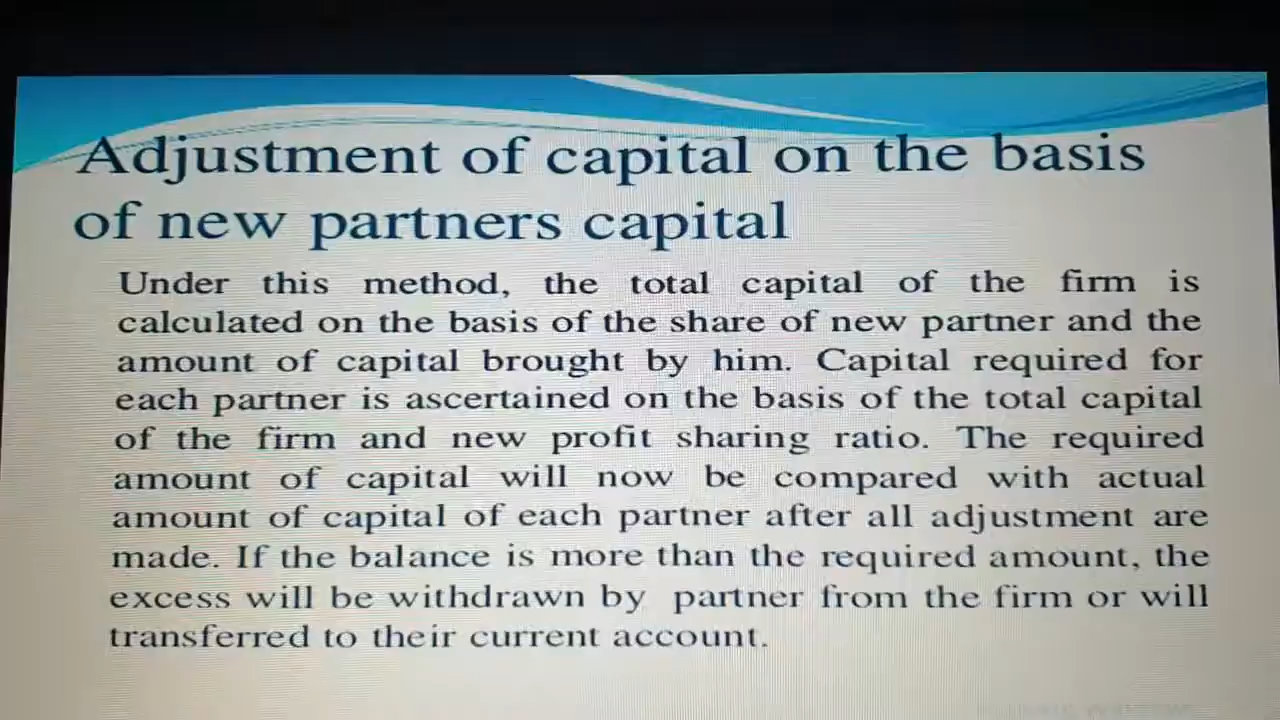 Adjustment of capital on the basis
of new partners capital
Under this method, the total capital of the firm is
calculated on the basis of the share of new partner and the
amount of capital brought by him. Capital required for
each partner is ascertained on the basis of the total capital
of the firm and new profit sharing ratio. The required
amount of capital will now be compared with actual
amount of capital of each partner after all adjustment are
made. If the balance is more than the required amount, the
excess will be withdrawn by partner from the firm or will
transferred to their current account.